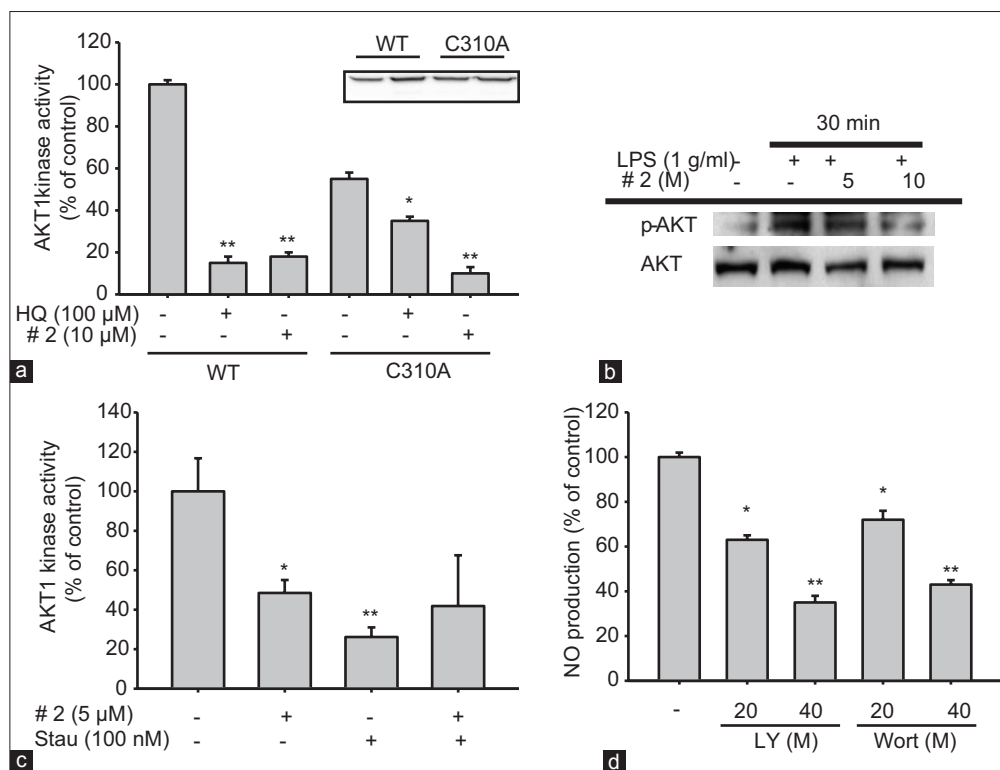 120
100
80
60
40
20
0
AKT1kinase activity
(% of control)
WT C310A
**
**
*
**
HQ (100 µM) - + - - + -
# 2 (10 µM) - - + - - +
WT C310A
a
30 min
LPS (1 g/ml)- + + +
# 2 (M) - - 5 10
p-AKT
AKT
b
140
120
100
80
60
40
20
0
AKT1 kinase activity
(% of control)
*
**
# 2 (5 µM) - + - +
Stau (100 nM) - - + +
c
120
100
80
60
40
20
0
NO production (% of control)
*
**
*
**
- 20 40 20 40
LY (M) Wort (M)
d